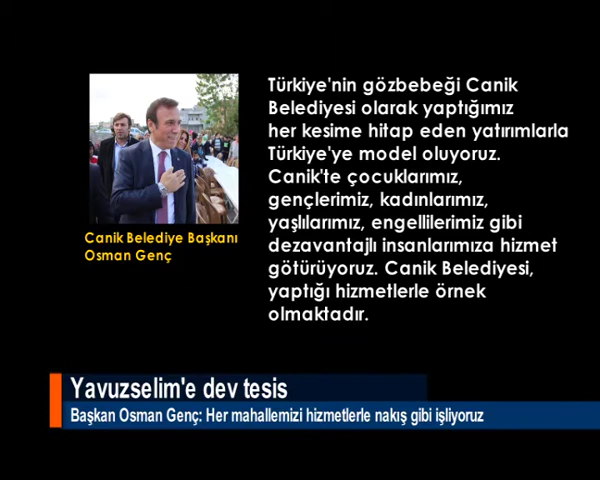 Türkiye'nin gözbebeği Canik
Belediyesi olarak yaptığımız
her kesime hitap eden yatırımlarla
Türkiye'ye model oluyoruz.
Canik'te çocuklarımız,
gençlerimiz, kadınlarımız,
yaşlılarımız, engellilerimiz gibi
dezavantajlı insanlarımıza hizmet
götürüyoruz. Canik Belediyesi,
yaptığı hizmetlerle örnek
olmaktadır.
Canik Belediye Başkanı
Osman Genç
Yavuzselim'e dev tesis
Başkan Osman Genç: Her mahallemizi hizmetlerle nakış gibi işliyoruz